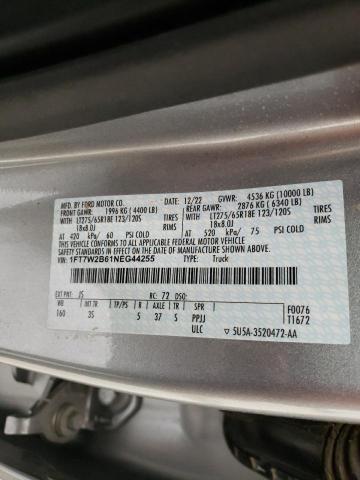 MFD. BY FORD MOTOR CO. 12/22 GVWR: 4536 KG (10000 LB)
FRONT GAWR: 1996 KG (4400 LB) REAR GAWR: 2876 KG (6340 LB)
WITH LT275/65R18E 123/120S TIRES WITH LT275/65R18E 123/120S TIRES
18x8.0J RIMS 18x8.0J RIMS
AT 420 kPa/ 60 PSI COLD AT 520 kPa/ 75 PSI COLD
THIS VEHICLE CONFORMS TO ALL APPLICABLE FEDERAL MOTOR VEHICLE
SAFETY STANDARDS IN EFFECT ON THE DATE OF MANUFACTURE SHOWN ABOVE.
VIN: 1FT7W2B61NEG44255 TYPE: Truck
EXT PNT: JS RC: 72 DSO:
WB INT TR TP/PS R AXLE TR SPR
160 3S 5 37 S PPJJ
ULC
F0076
T1672
5U5A-3520472-AA